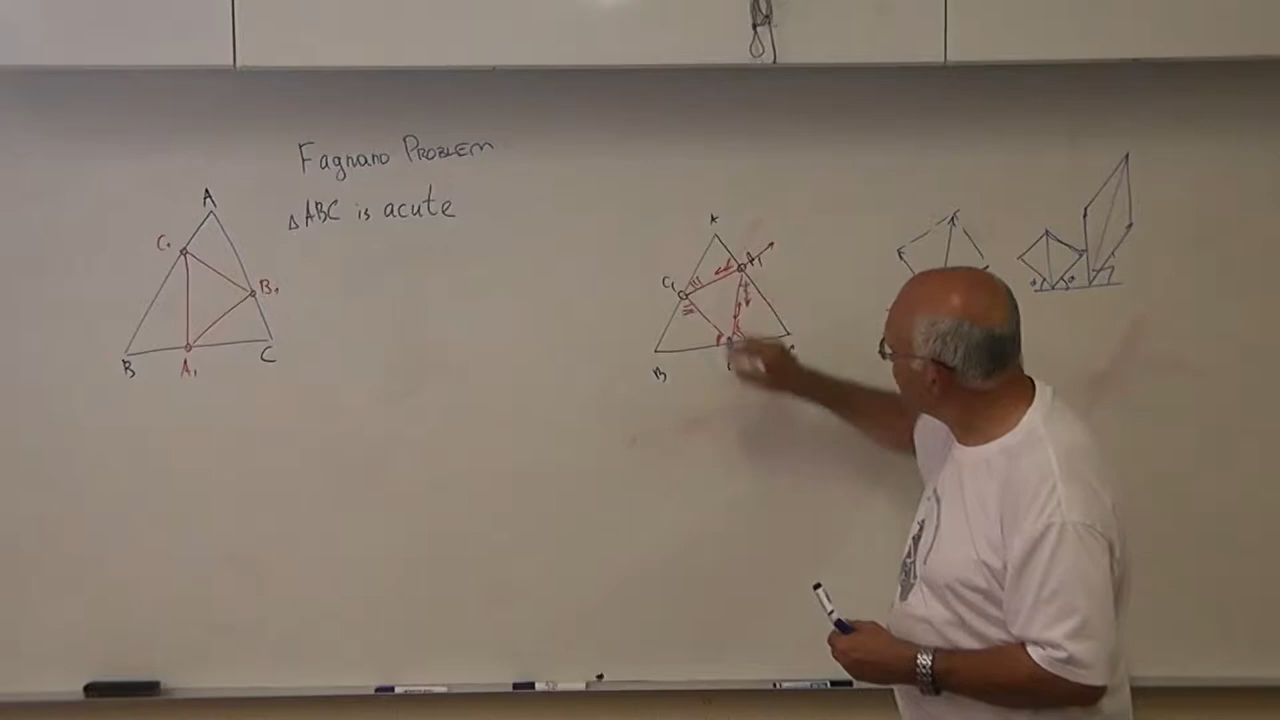 Fagnano PROBLEM
△ABC is acute
A
C₁
B₁
B
A₁
C
A
C₁
B